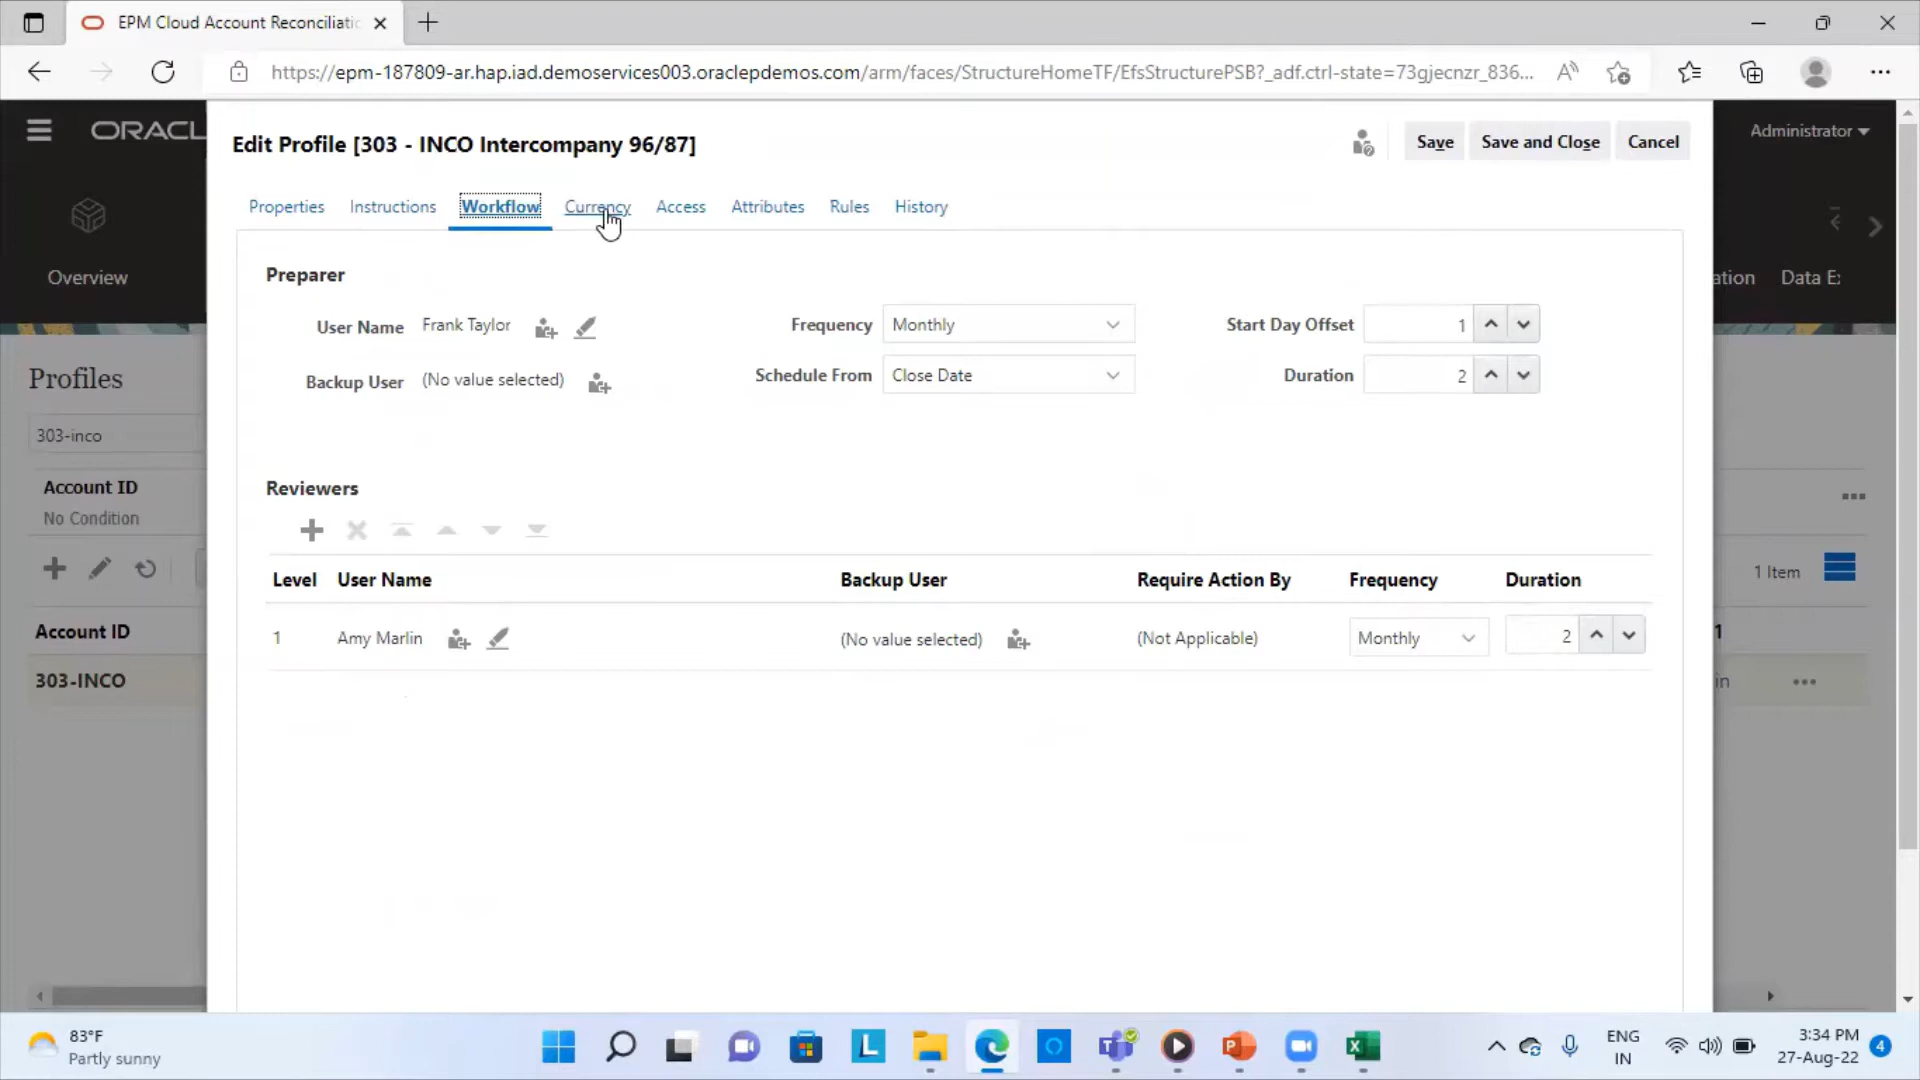 EPM Cloud Account Reconciliatio
https://epm-187809-ar.hap.iad.demoservices003.oraclepdemos.com/arm/faces/StructureHomeTF/EfsStructurePSB?_adf.ctrl-state=73gjecnzr_836...
ORACL
Administrator
Edit Profile [303 - INCO Intercompany 96/87]
Save Save and Close Cancel
Properties Instructions Workflow Currency Access Attributes Rules History
Overview
ation Data E
Preparer
User Name Frank Taylor Frequency Monthly Start Day Offset 1
Backup User (No value selected) Schedule From Close Date Duration 2
Profiles
303-inco
Account ID
No Condition
Reviewers
1 Item
Level User Name Backup User Require Action By Frequency Duration
Account ID
1
1 Amy Marlin (No value selected) (Not Applicable) Monthly 2
303-INCO
in
83°F
Partly sunny
ENG
IN
3:34 PM
27-Aug-22
4